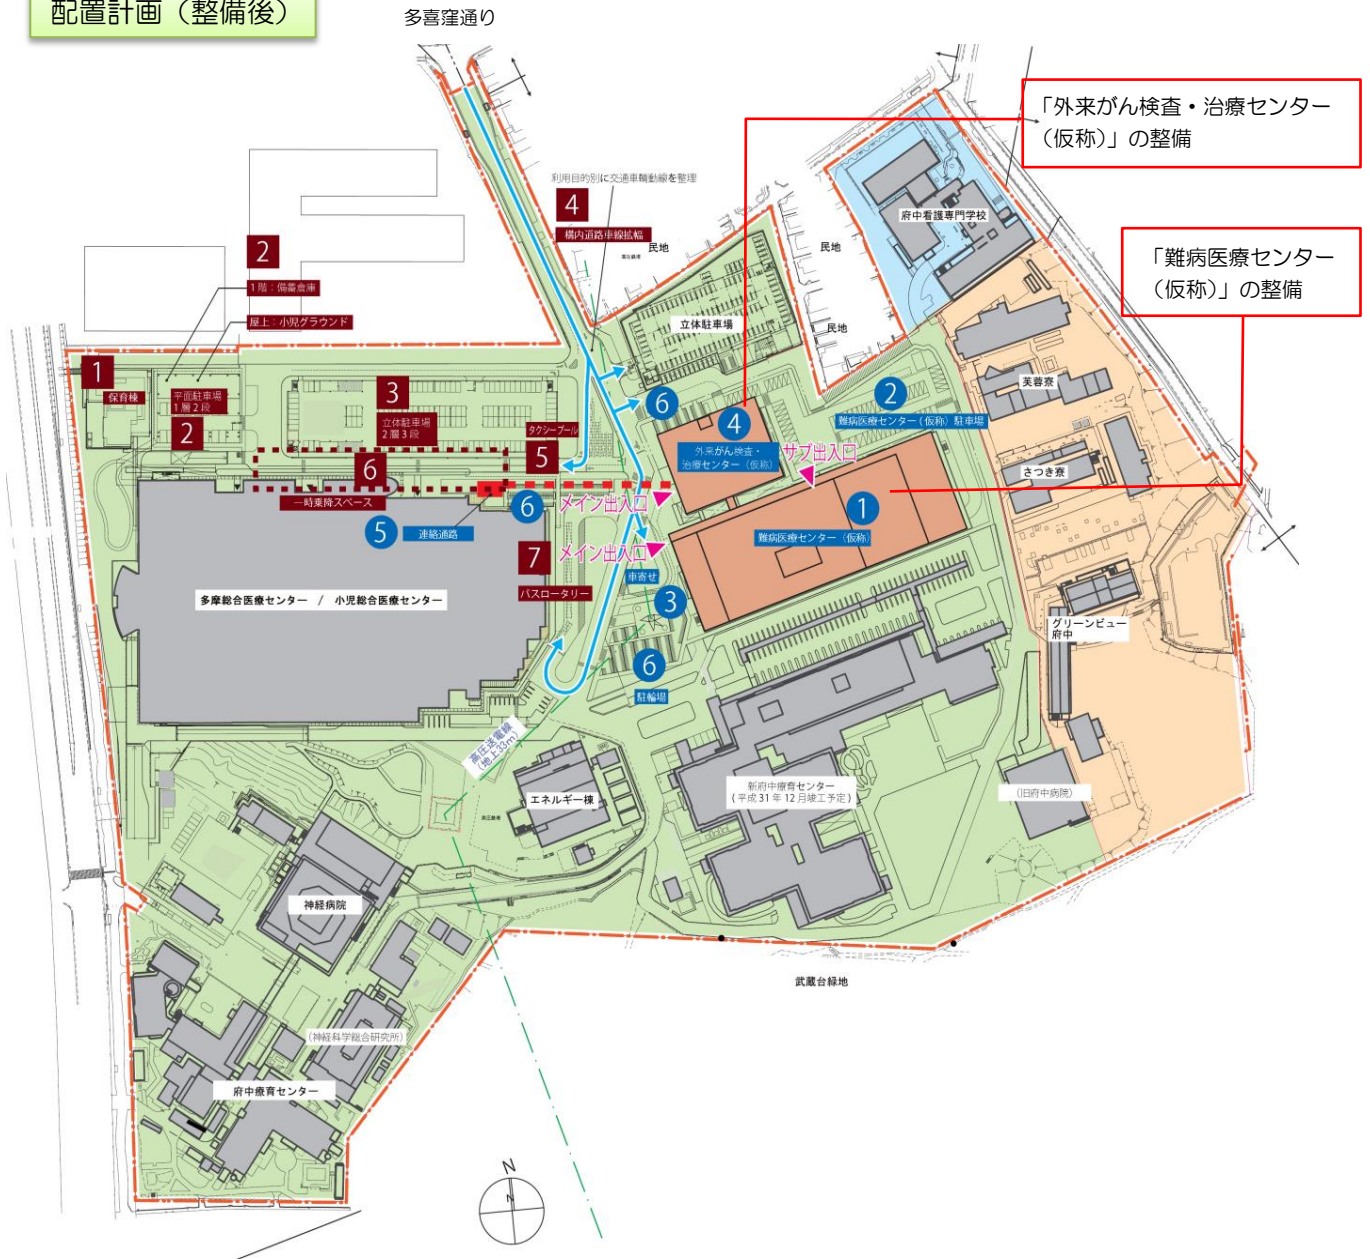 配置計画(整備後)
多喜窪通り
「外来がん検査・治療センター
(仮称)」の整備
「難病医療センター
(仮称)」の整備
利用目的別に交通車輌動線を整理
4
構内道路車線拡幅
民地
府中看護専門学校
民地
民地
2
1階:備蓄倉庫
屋上:小児グラウンド
立体駐車場
1
保育棟
平面駐車場
1層2段
2
3
立体駐車場
2層3段
タクシープール
5
6
一時乗降スペース
6
4
外来がん検査・
治療センター(仮称)
2
難病医療センター(仮称)駐車場
芙蓉寮
さつき寮
サブ出入口
メイン出入口
6
5
連絡通路
1
難病医療センター(仮称)
メイン出入口
7
バスロータリー
車寄せ
3
多摩総合医療センター / 小児総合医療センター
グリーンビュー
府中
6
駐輪場
高圧送電線
(地上33m)
エネルギー棟
新府中療育センター
(平成31年12月竣工予定)
(旧府中病院)
神経病院
武蔵台緑地
(神経科学総合研究所)
府中療育センター
N
N